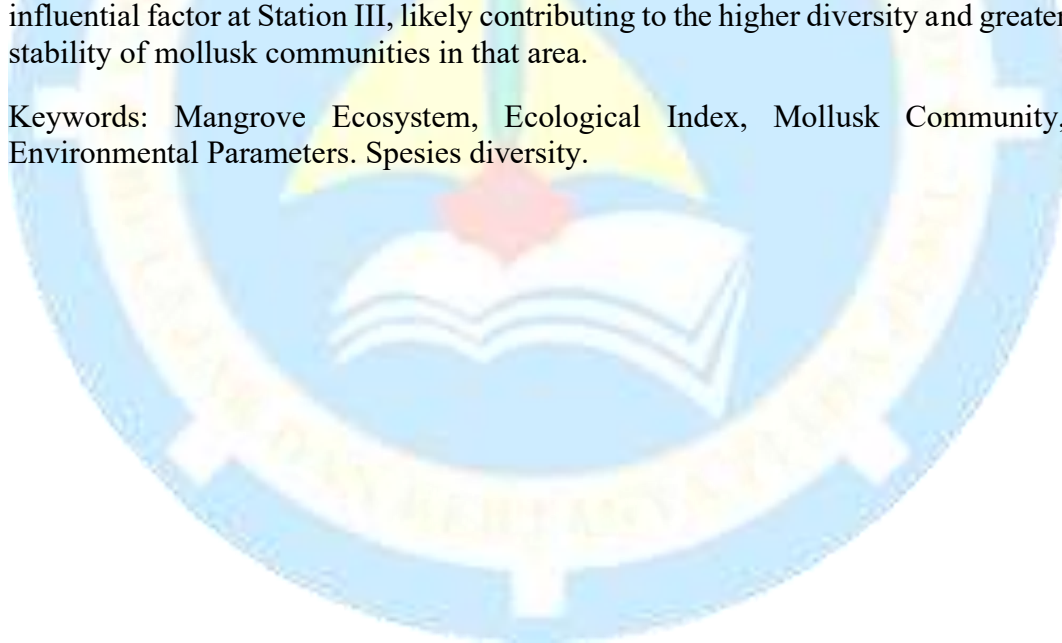 influential factor at Station III, likely contributing to the higher diversity and greater
stability of mollusk communities in that area.
Keywords: Mangrove Ecosystem, Ecological Index, Mollusk Community,
Environmental Parameters. Spesies diversity.